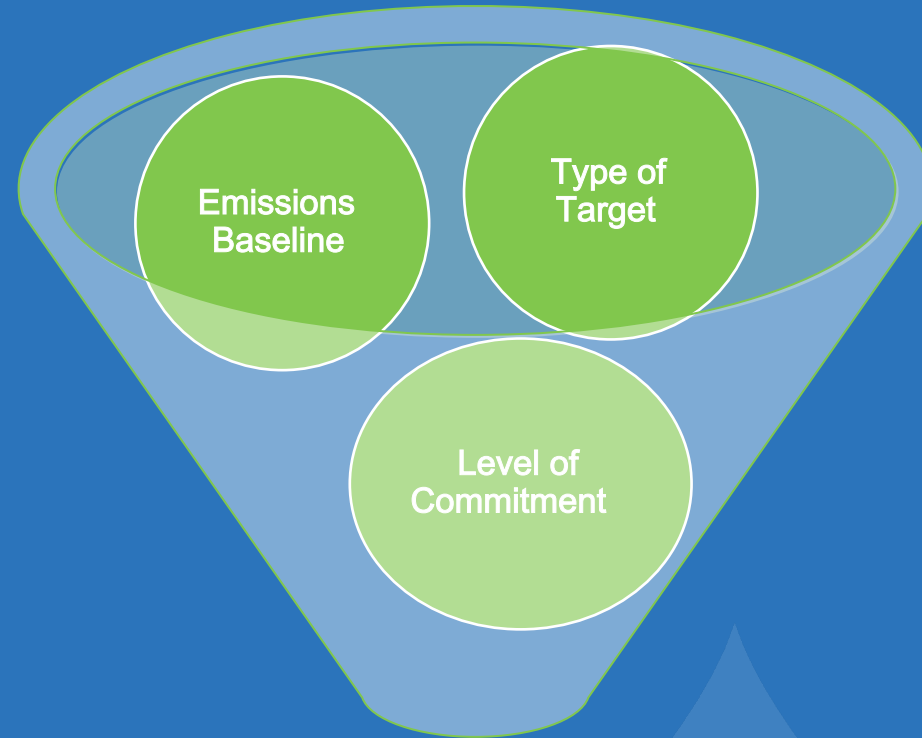 Emissions
Baseline
Type of
Target
Level of
Commitment